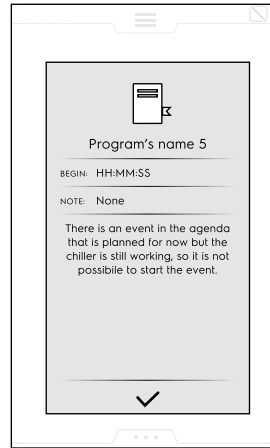 Program's name 5
BEGIN: HH:MM:SS
NOTE: None
There is an event in the agenda
that is planned for now but the
chiller is still working, so it is not
possibile to start the event.